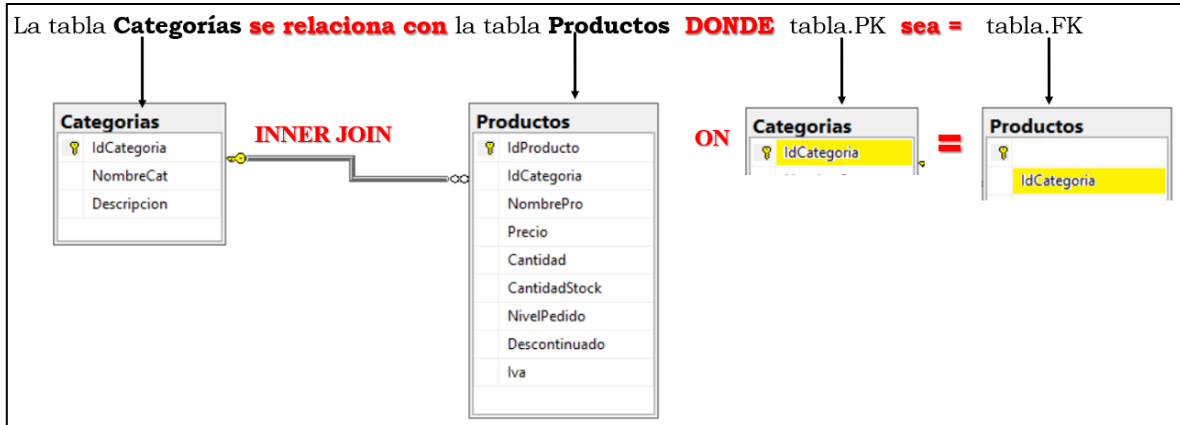 La tabla Categorías se relaciona con la tabla Productos DONDE tabla.PK sea = tabla.FK
Categorias
IdCategoria
NombreCat
Descripcion
INNER JOIN
Productos
IdProducto
IdCategoria
NombrePro
Precio
Cantidad
CantidadStock
NivelPedido
Descontinuado
Iva
ON
Categorias
IdCategoria
=
Productos
IdCategoria